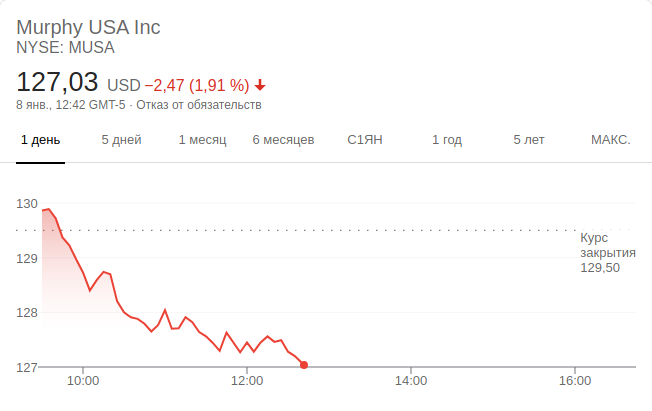 Murphy USA Inc
NYSE: MUSA
127,03 USD −2,47 (1,91 %)
8 янв., 12:42 GMT-5 · Отказ от обязательств
1 день 5 дней 1 месяц 6 месяцев С1ЯН 1 год 5 лет МАКС.
130
129
128
127
Курс
закрытия
129,50
10:00 12:00 14:00 16:00